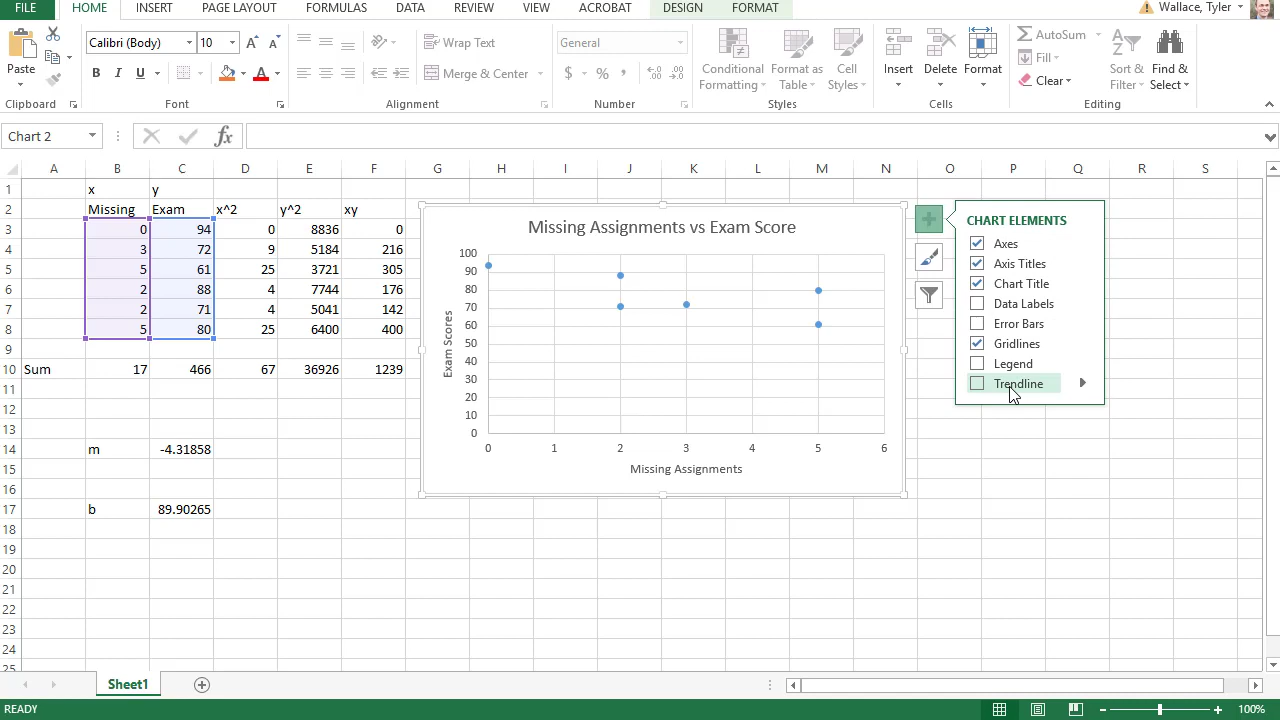 FILE HOME INSERT PAGE LAYOUT FORMULAS DATA REVIEW VIEW ACROBAT DESIGN FORMAT Wallace, Tyler
Calibri (Body) 10 A A Wrap Text General AutoSum
Paste Conditional Format as Cell Insert Delete Format Fill Sort & Find &
B I U A Merge & Center $ % , Formatting Table Styles Clear Filter Select
Clipboard Font Alignment Number Styles Cells Editing
Chart 2 fx
A B C D E F G H I J K L M N O P Q R S
1 x y
2 Missing Exam x^2 y^2 xy
3 0 94 0 8836 0
4 3 72 9 5184 216
5 5 61 25 3721 305
6 2 88 4 7744 176
7 2 71 4 5041 142
8 5 80 25 6400 400
9
10 Sum 17 466 67 36926 1239
11
12
13
14 m -4.31858
15
16
17 b 89.90265
18
19
20
21
22
23
24
25
Missing Assignments vs Exam Score
100
90
80
70
60
50
40
30
20
10
0
Exam Scores
0 1 2 3 4 5 6
Missing Assignments
CHART ELEMENTS
Axes
Axis Titles
Chart Title
Data Labels
Error Bars
Gridlines
Legend
Trendline
Sheet1
READY 100%